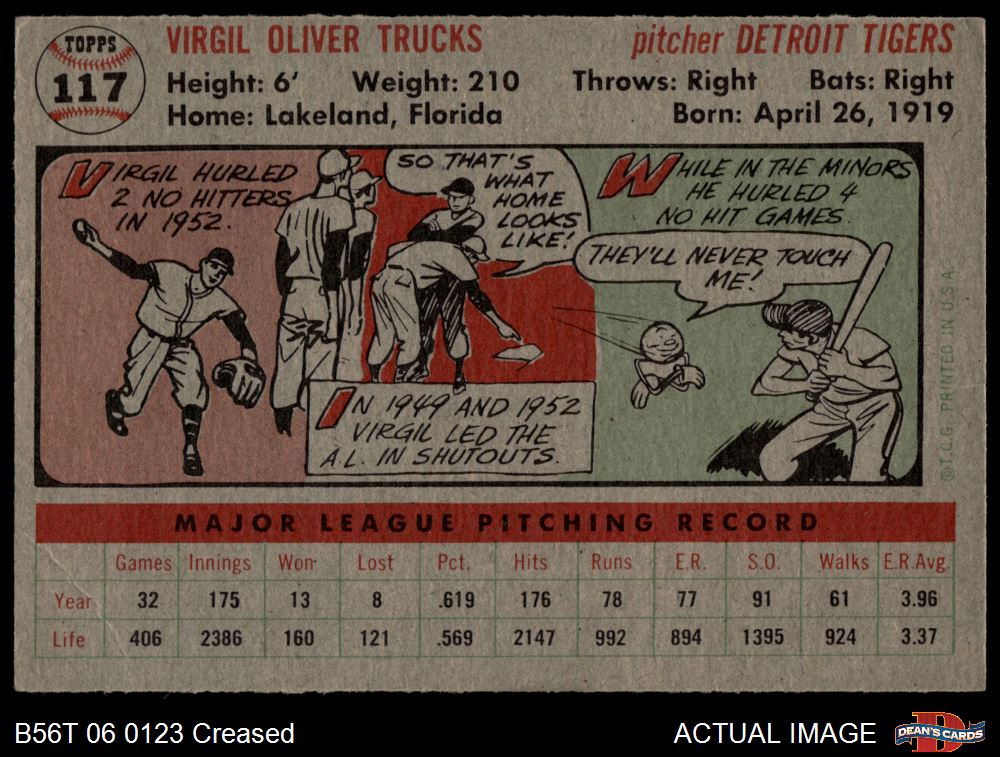 TOPPS
117
VIRGIL OLIVER TRUCKS
pitcher DETROIT TIGERS
Height: 6' Weight: 210 Throws: Right Bats: Right
Home: Lakeland, Florida Born: April 26, 1919
VIRGIL HURLED
2 NO HITTERS
IN 1952.
SO THAT'S
WHAT
HOME
LOOKS
LIKE!
IN 1949 AND 1952
VIRGIL LED THE
A.L. IN SHUTOUTS.
WHILE IN THE MINORS
HE HURLED 4
NO HIT GAMES.
THEY'LL NEVER TOUCH
ME!
©T.C.G. PRINTED IN U.S.A.
MAJOR LEAGUE PITCHING RECORD
Games Innings Won Lost Pct. Hits Runs E.R. S.O. Walks E.R.Avg.
Year 32 175 13 8 .619 176 78 77 91 61 3.96
Life 406 2386 160 121 .569 2147 992 894 1395 924 3.37
B56T 06 0123 Creased
ACTUAL IMAGE
D
DEAN'S CARDS